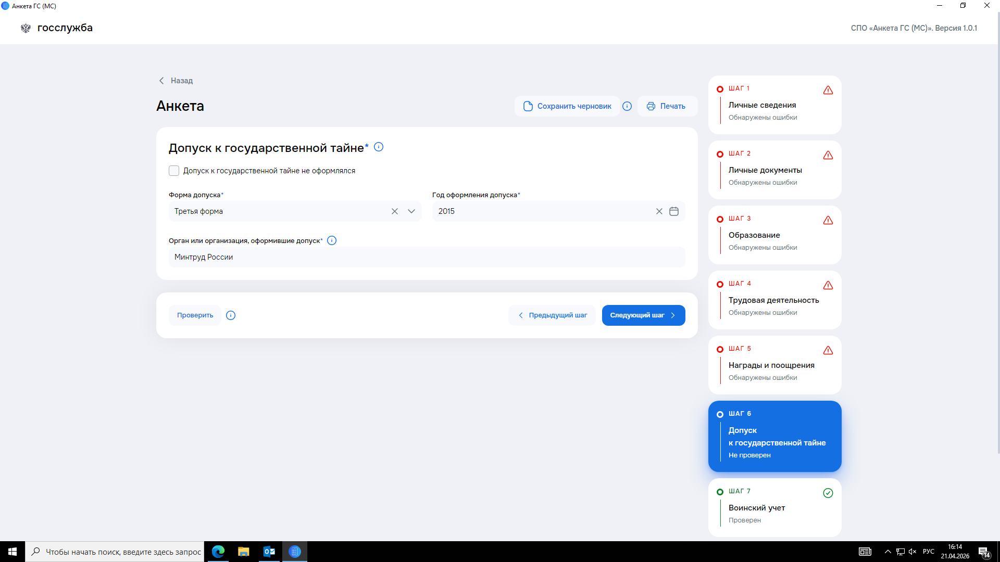 Анкета ГС (МС)
госслужба
СПО «Анкета ГС (МС)». Версия 1.0.1
Назад
Анкета
Сохранить черновик
Печать
Допуск к государственной тайне*
Допуск к государственной тайне не оформлялся
Форма допуска*
Год оформления допуска*
Третья форма
2015
Орган или организация, оформившие допуск*
Минтруд России
Проверить
Предыдущий шаг
Следующий шаг
ШАГ 1
Личные сведения
Обнаружены ошибки
ШАГ 2
Личные документы
Обнаружены ошибки
ШАГ 3
Образование
Обнаружены ошибки
ШАГ 4
Трудовая деятельность
Обнаружены ошибки
ШАГ 5
Награды и поощрения
Обнаружены ошибки
ШАГ 6
Допуск
к государственной тайне
Не проверен
ШАГ 7
Воинский учет
Проверен
Чтобы начать поиск, введите здесь запрос
РУС
16:14
21.04.2026
14